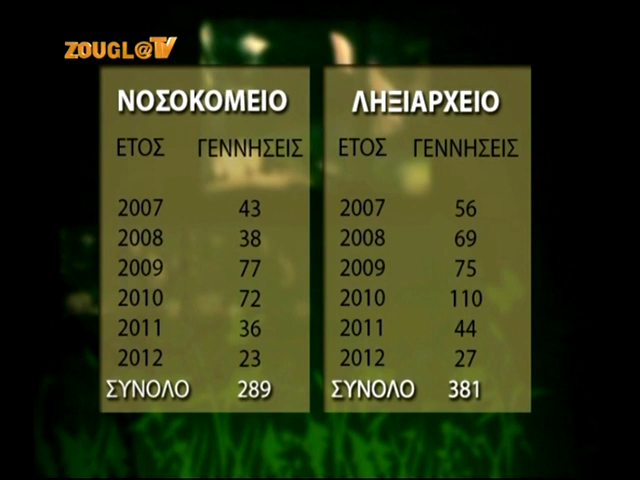 ZOUGL@TV
ΝΟΣΟΚΟΜΕΙΟ
ΕΤΟΣ ΓΕΝΝΗΣΕΙΣ
2007 43
2008 38
2009 77
2010 72
2011 36
2012 23
ΣΥΝΟΛΟ 289
ΛΗΞΙΑΡΧΕΙΟ
ΕΤΟΣ ΓΕΝΝΗΣΕΙΣ
2007 56
2008 69
2009 75
2010 110
2011 44
2012 27
ΣΥΝΟΛΟ 381